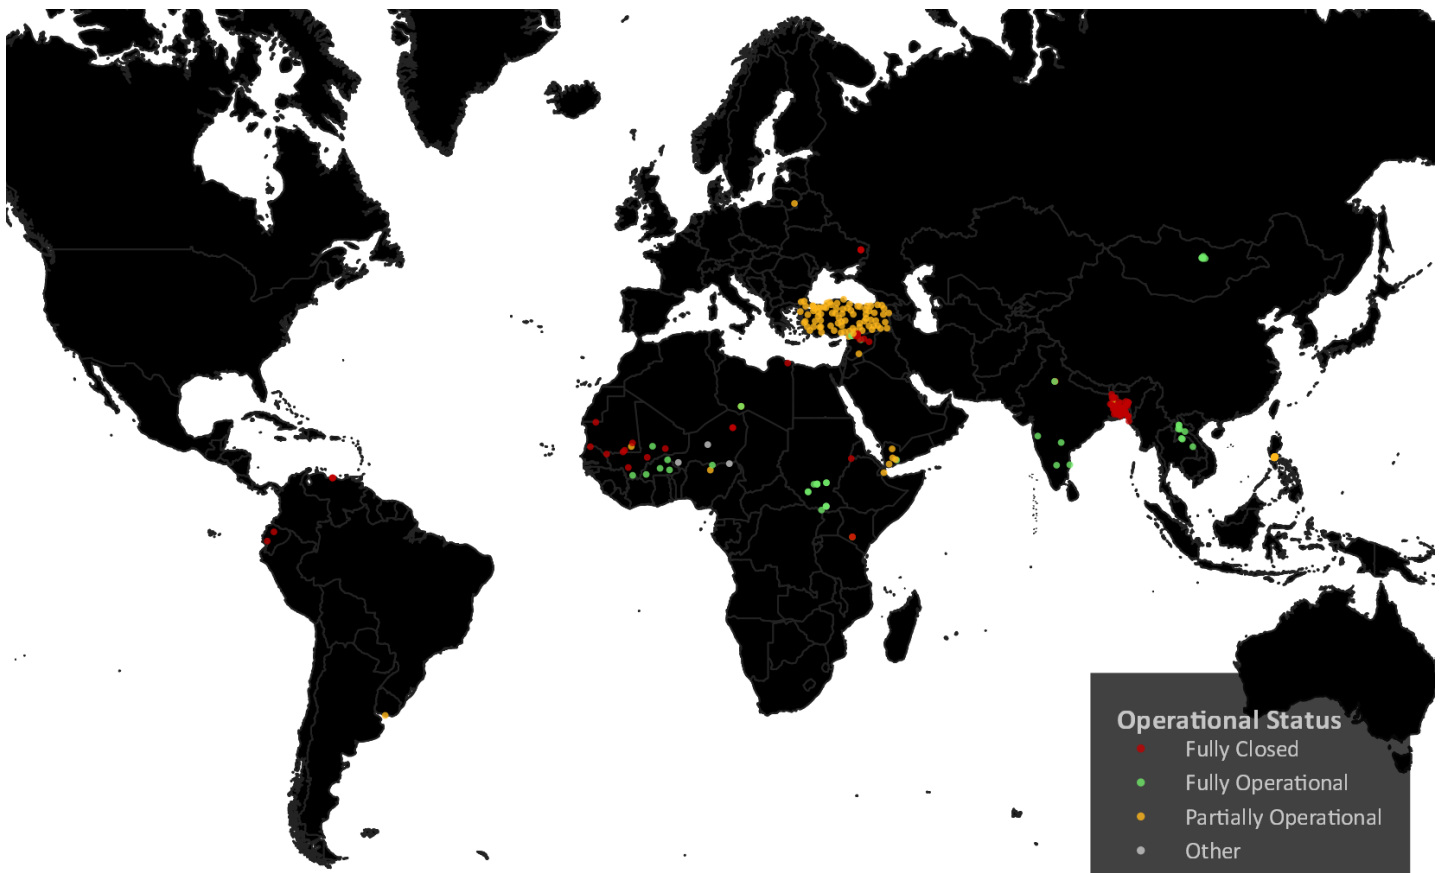 Operational Status
Fully Closed
Fully Operational
Partially Operational
Other